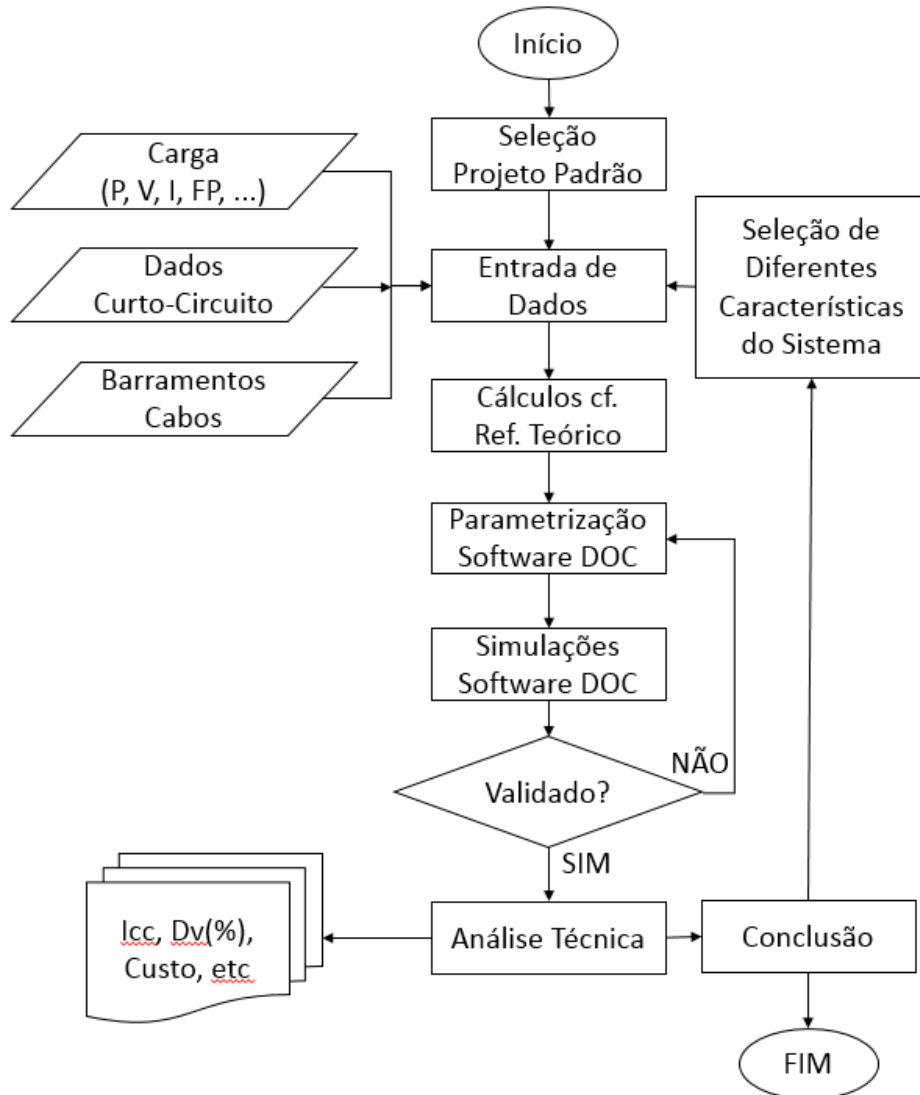 Início
Seleção
Projeto Padrão
Carga
(P, V, I, FP, ...)
Dados
Curto-Circuito
Barramentos
Cabos
Entrada de
Dados
Seleção de
Diferentes
Características
do Sistema
Cálculos cf.
Ref. Teórico
Parametrização
Software DOC
Simulações
Software DOC
Validado?
NÃO
SIM
Icc, Dv(%),
Custo, etc
Análise Técnica
Conclusão
FIM